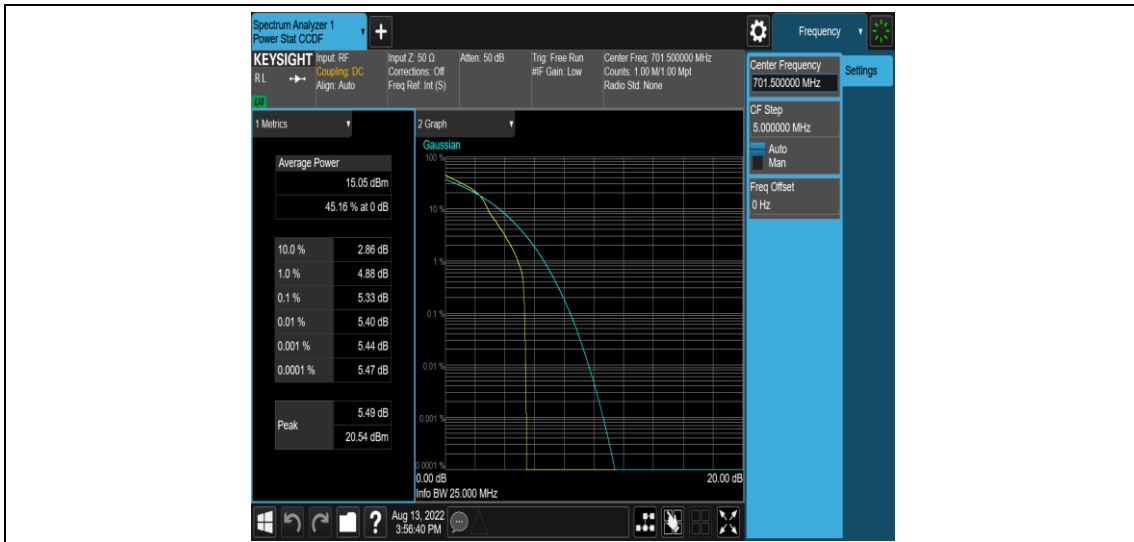 Spectrum Analyzer 1
Power Stat CCDF
+
Frequency
KEYSIGHT
RL
LXI
Input: RF
Coupling: DC
Align: Auto
Input Z: 50 Ω
Corrections: Off
Freq Ref: Int (S)
Atten: 50 dB
Trig: Free Run
#IF Gain: Low
Center Freq: 701.500000 MHz
Counts: 1.00 M/1.00 Mpt
Radio Std: None
Center Frequency
701.500000 MHz
Settings
CF Step
5.000000 MHz
Auto
Man
Freq Offset
0 Hz
1 Metrics
Average Power
15.05 dBm
45.16 % at 0 dB
10.0 % 2.86 dB
1.0 % 4.88 dB
0.1 % 5.33 dB
0.01 % 5.40 dB
0.001 % 5.44 dB
0.0001 % 5.47 dB
Peak
5.49 dB
20.54 dBm
2 Graph
Gaussian
100 %
10 %
1 %
0.1 %
0.01 %
0.001 %
0.0001 %
0.00 dB 20.00 dB
Info BW 25.000 MHz
?
Aug 13, 2022
3:56:40 PM